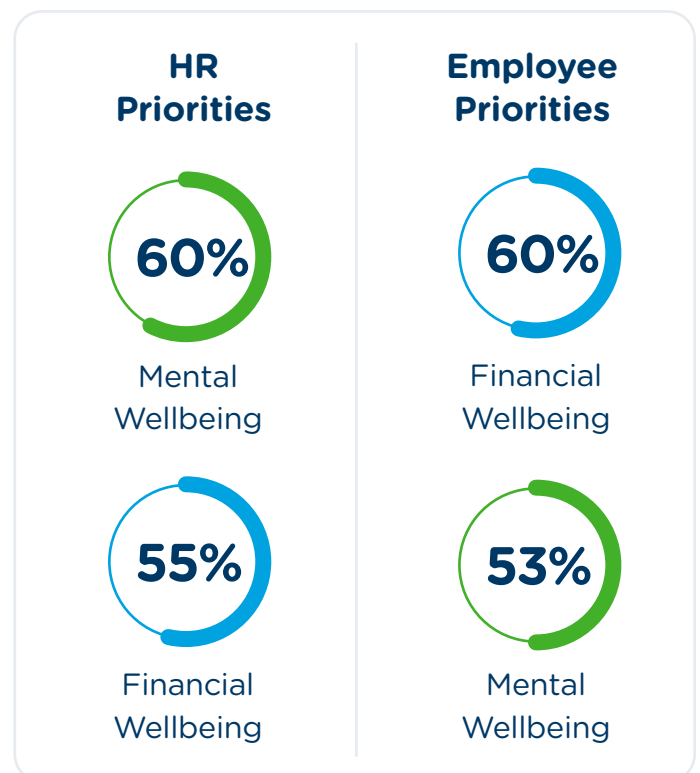 HR
Priorities
60%
Mental
Wellbeing
55%
Financial
Wellbeing
Employee
Priorities
60%
Financial
Wellbeing
53%
Mental
Wellbeing